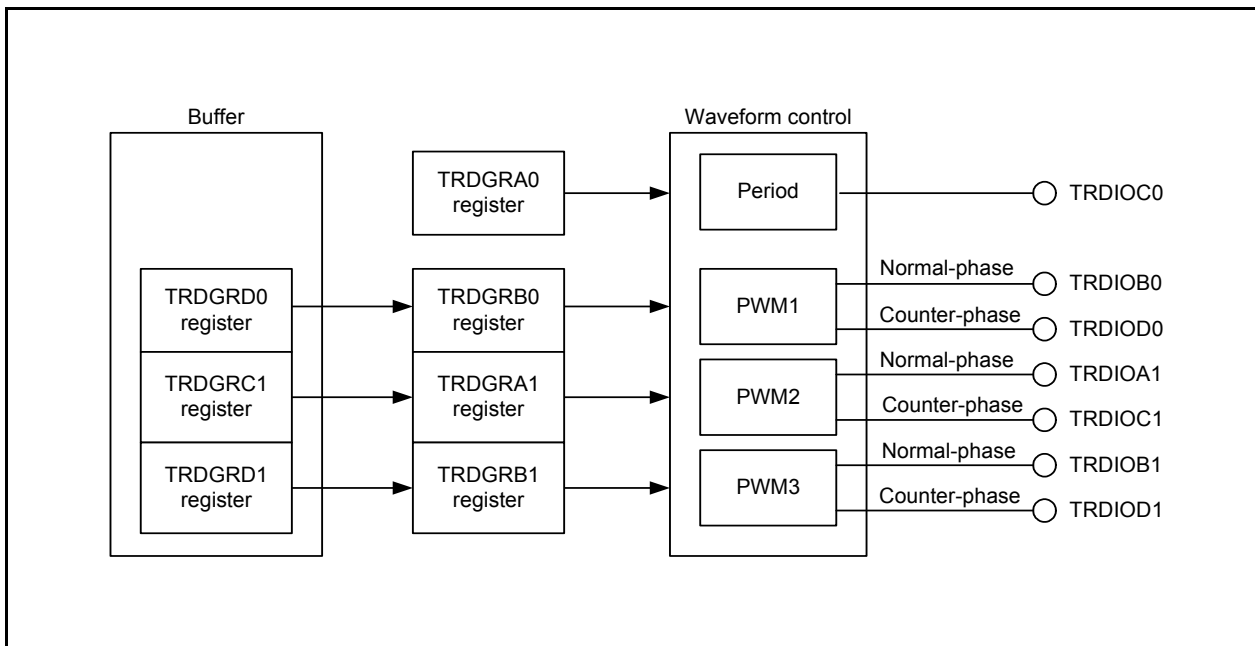 Buffer
Waveform control
TRDGRA0
register
Period
TRDIOC0
TRDGRD0
register
TRDGRB0
register
PWM1
Normal-phase
TRDIOB0
Counter-phase
TRDIOD0
TRDGRC1
register
TRDGRA1
register
PWM2
Normal-phase
TRDIOA1
Counter-phase
TRDIOC1
TRDGRD1
register
TRDGRB1
register
PWM3
Normal-phase
TRDIOB1
Counter-phase
TRDIOD1